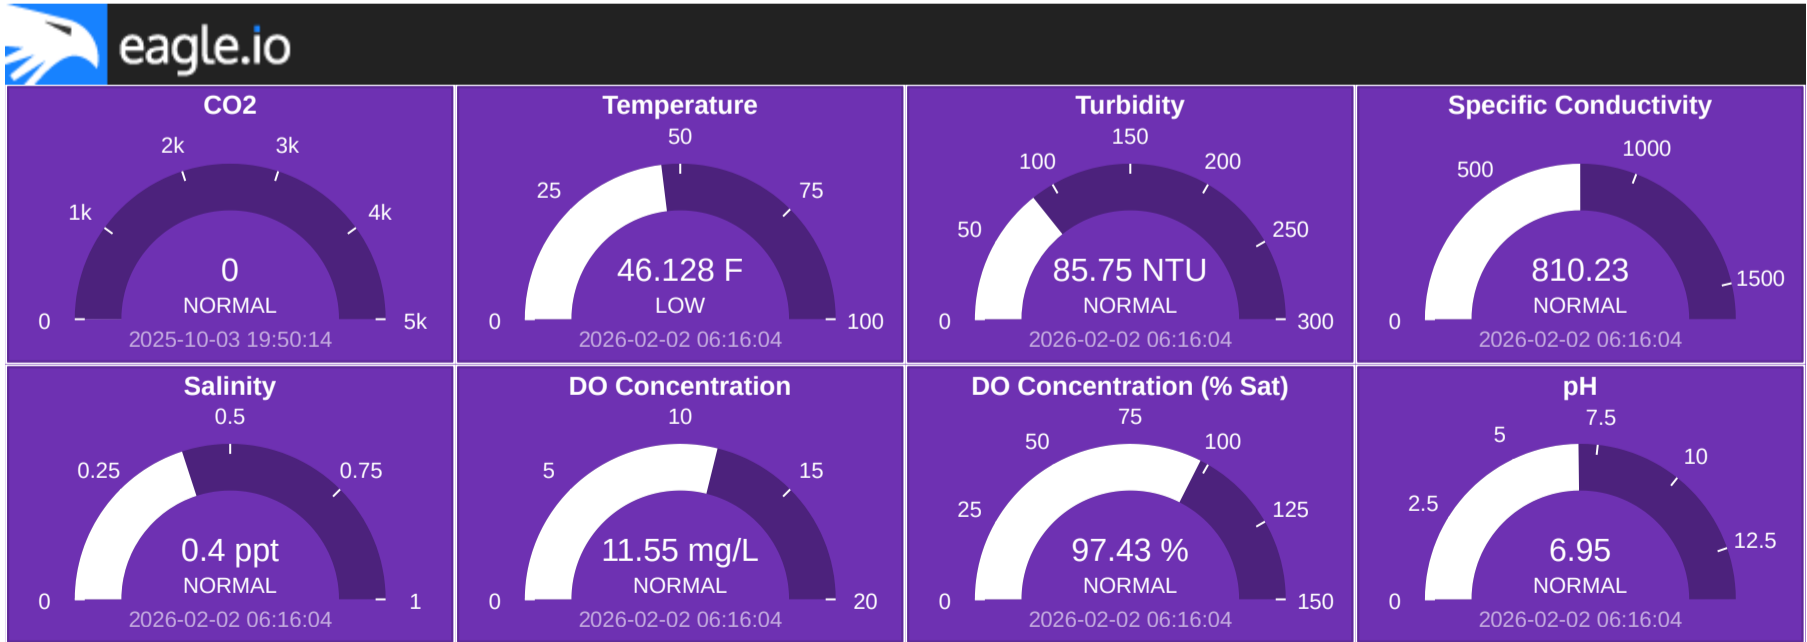 eagle.io
CO2
2k
3k
1k
4k
0
NORMAL
0
5k
2025-10-03 19:50:14
Temperature
50
25
75
46.128 F
LOW
0
100
2026-02-02 06:16:04
Turbidity
150
100
200
50
250
85.75 NTU
NORMAL
0
300
2026-02-02 06:16:04
Specific Conductivity
1000
500
810.23
1500
NORMAL
0
2026-02-02 06:16:04
Salinity
0.5
0.25
0.75
0.4 ppt
NORMAL
0
1
2026-02-02 06:16:04
DO Concentration
10
5
15
11.55 mg/L
NORMAL
0
20
2026-02-02 06:16:04
DO Concentration (% Sat)
75
50
100
25
125
97.43 %
NORMAL
0
150
2026-02-02 06:16:04
pH
7.5
5
10
2.5
12.5
6.95
NORMAL
0
2026-02-02 06:16:04